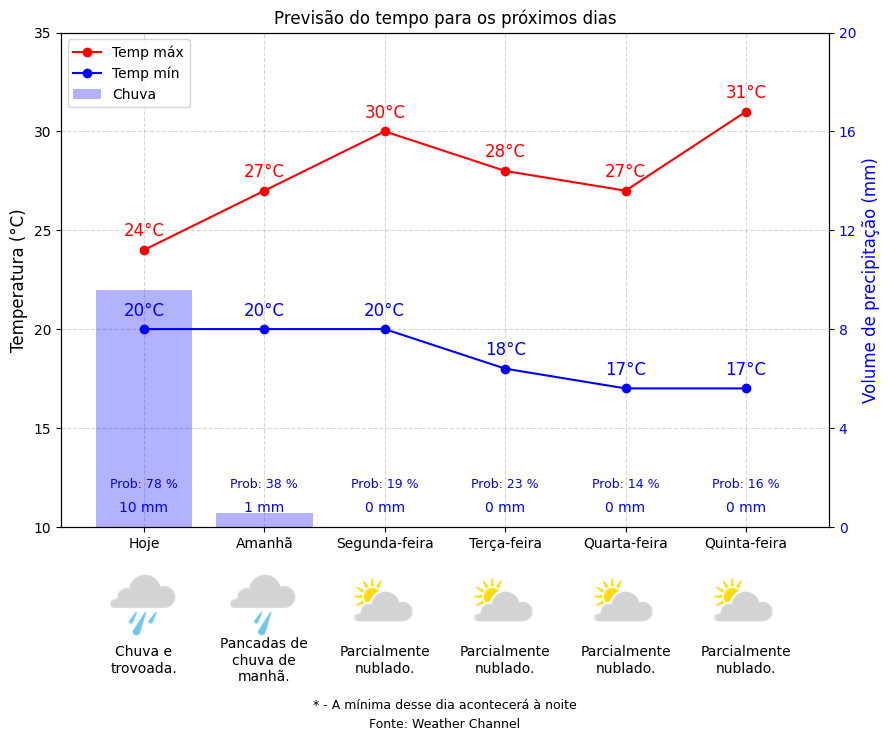 Previsão do tempo para os próximos dias
Temp máx
Temp mín
Chuva
Temperatura (°C)
Volume de precipitação (mm)
35
30
25
20
15
10
20
16
12
8
4
0
24°C
27°C
30°C
28°C
27°C
31°C
20°C
20°C
20°C
18°C
17°C
17°C
Prob: 78 %
Prob: 38 %
Prob: 19 %
Prob: 23 %
Prob: 14 %
Prob: 16 %
10 mm
1 mm
0 mm
0 mm
0 mm
0 mm
Hoje
Amanhã
Segunda-feira
Terça-feira
Quarta-feira
Quinta-feira
Chuva e
trovoada.
Pancadas de
chuva de
manhã.
Parcialmente
nublado.
Parcialmente
nublado.
Parcialmente
nublado.
Parcialmente
nublado.
* - A mínima desse dia acontecerá à noite
Fonte: Weather Channel